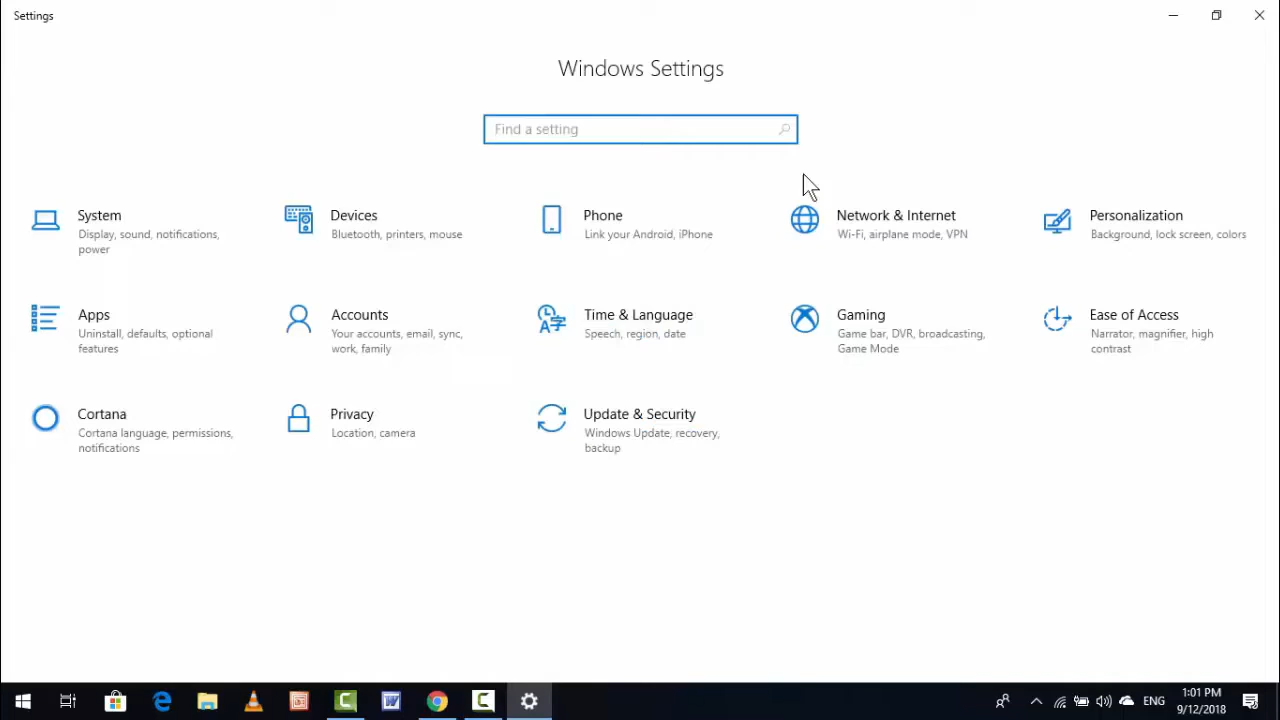 Settings
Windows Settings
Find a setting
System
Display, sound, notifications,
power
Devices
Bluetooth, printers, mouse
Phone
Link your Android, iPhone
Network & Internet
Wi-Fi, airplane mode, VPN
Personalization
Background, lock screen, colors
Apps
Uninstall, defaults, optional
features
Accounts
Your accounts, email, sync,
work, family
Time & Language
Speech, region, date
Gaming
Game bar, DVR, broadcasting,
Game Mode
Ease of Access
Narrator, magnifier, high
contrast
Cortana
Cortana language, permissions,
notifications
Privacy
Location, camera
Update & Security
Windows Update, recovery,
backup
ENG
1:01 PM
9/12/2018